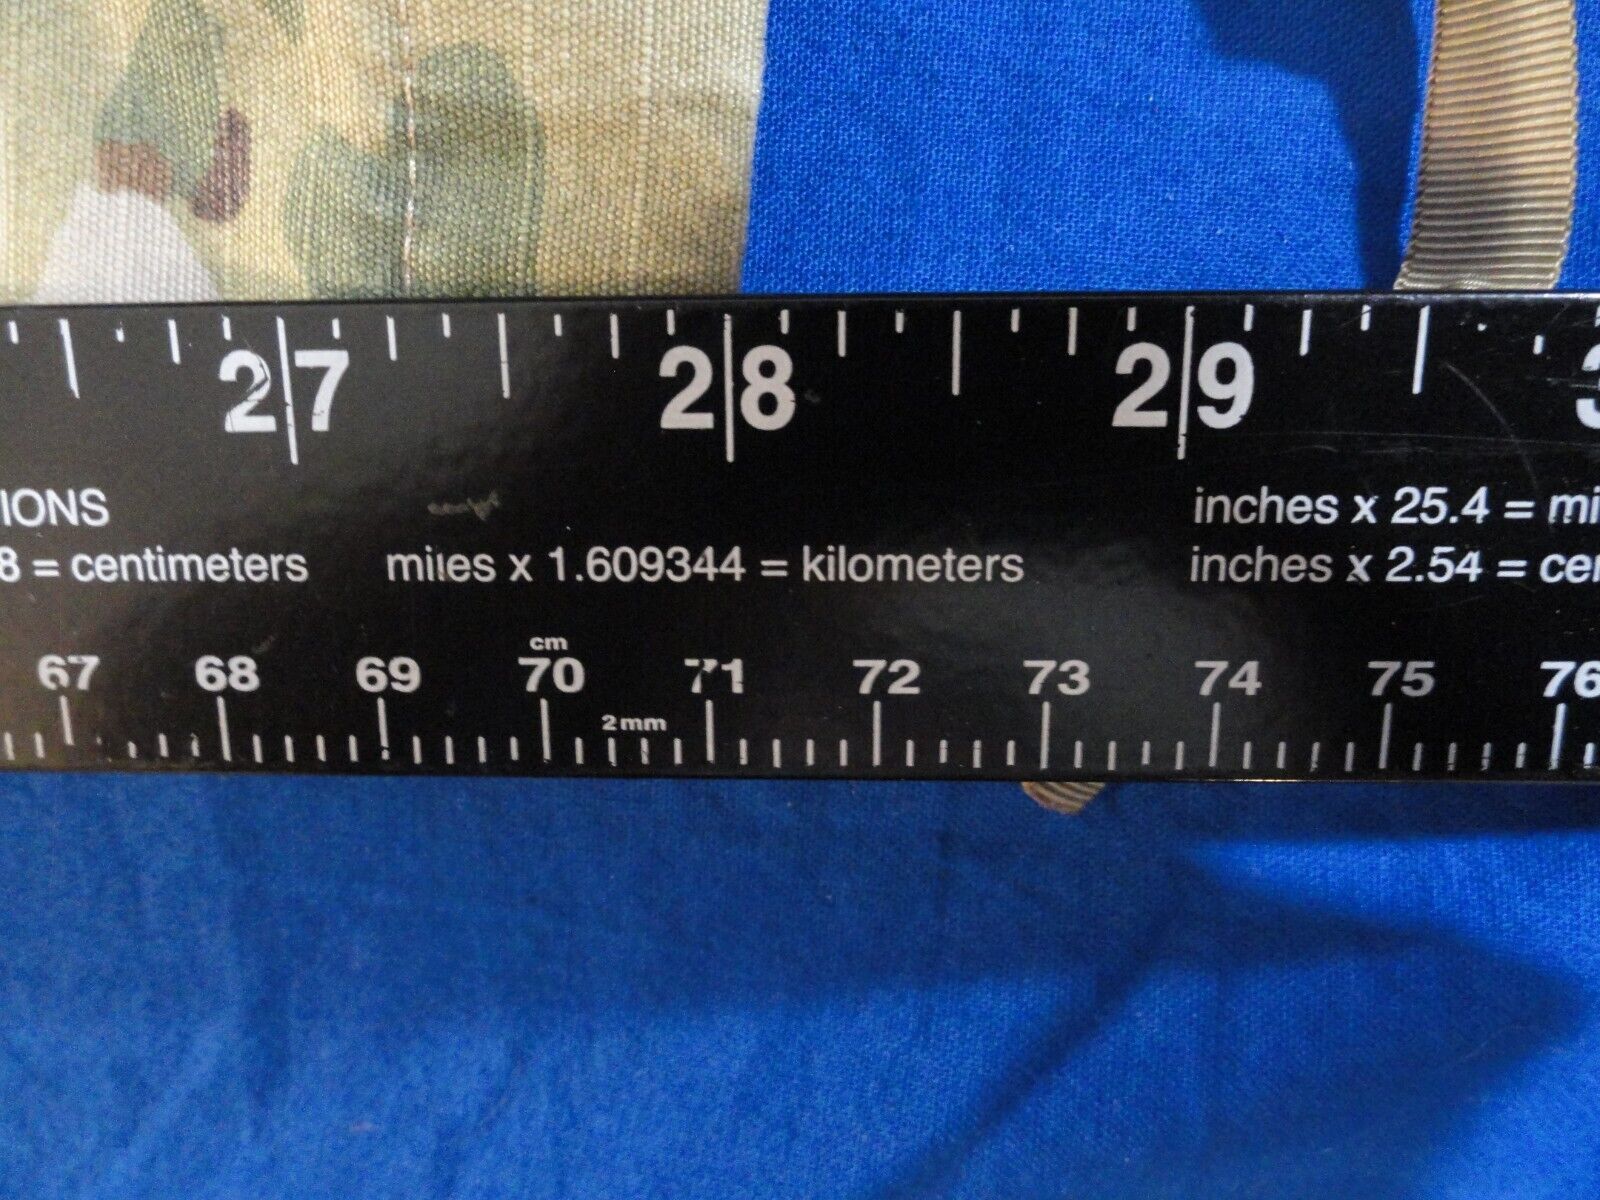 27 28 29
IONS
8 = centimeters miles x 1.609344 = kilometers
inches x 25.4 = mi
inches x 2.54 = cer
cm
67 68 69 70 71 72 73 74 75 76
2mm